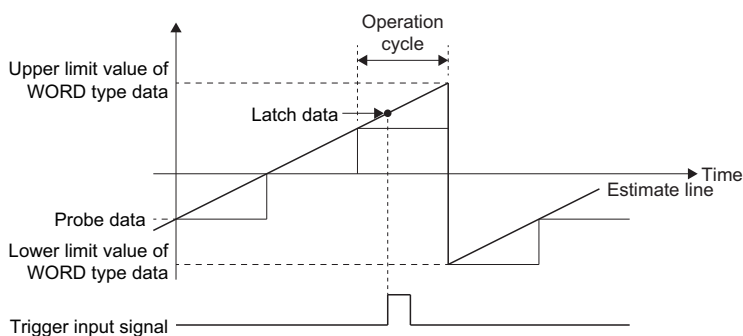 Operation
cycle
Upper limit value of
WORD type data
Latch data
Time
Estimate line
Probe data
Lower limit value of
WORD type data
Trigger input signal